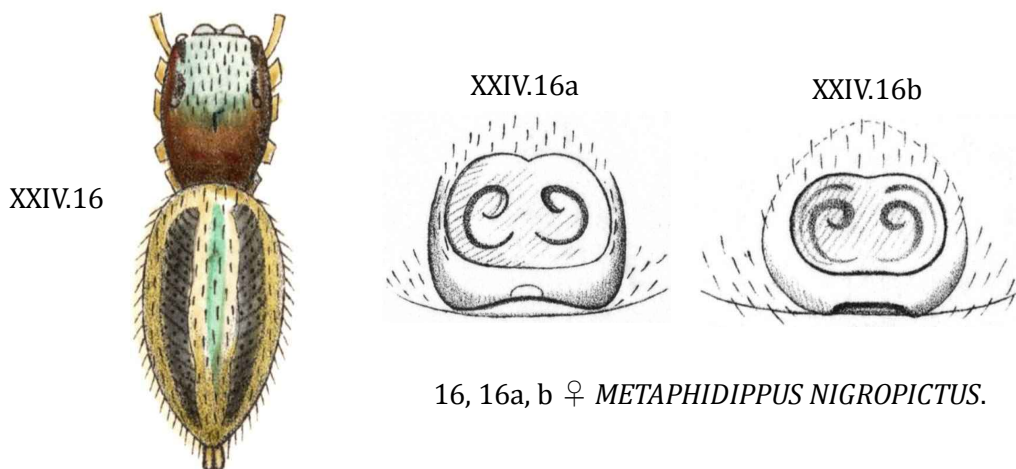 XXIV.16a
XXIV.16b
XXIV.16
16, 16a, b ♀ METAPHIDIPPUS NIGROPICTUS.